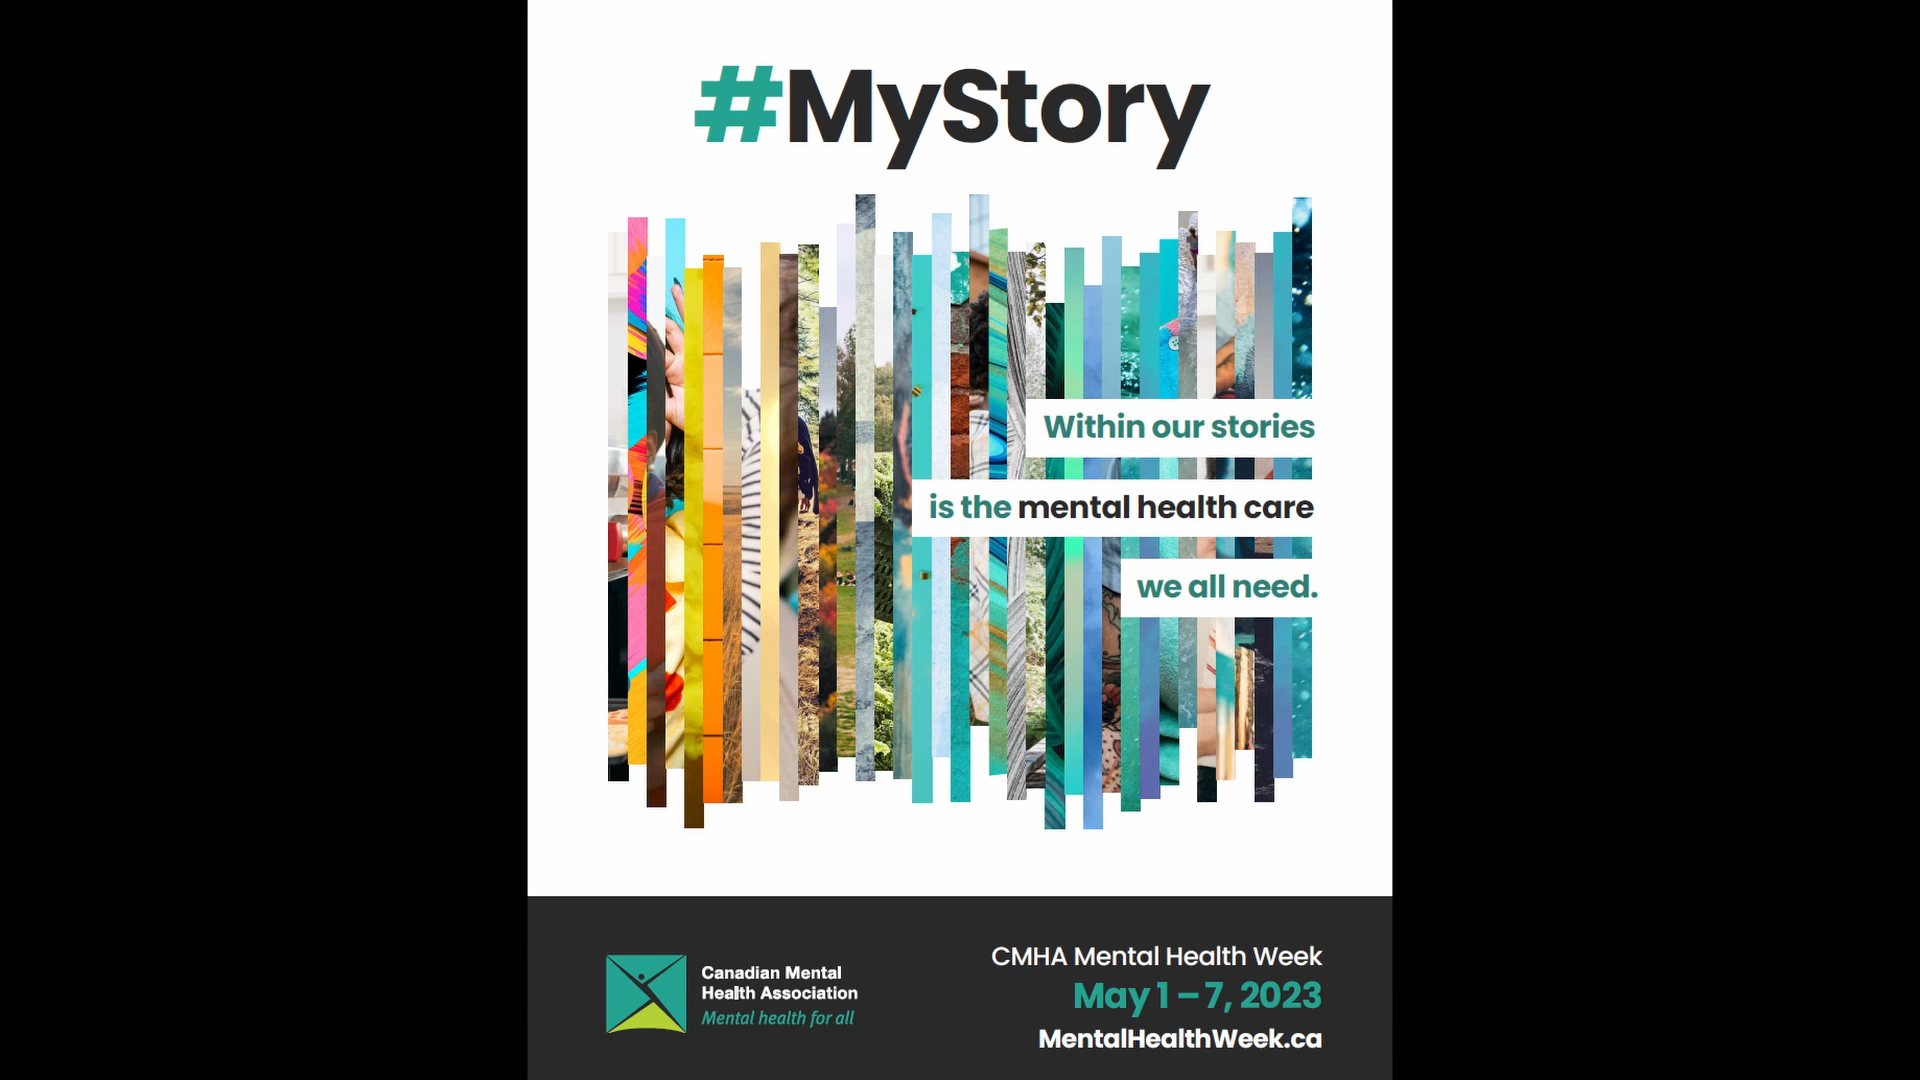 #MyStory
Within our stories
is the mental health care
we all need.
Canadian Mental
Health Association
Mental health for all
CMHA Mental Health Week
May 1 – 7, 2023
MentalHealthWeek.ca